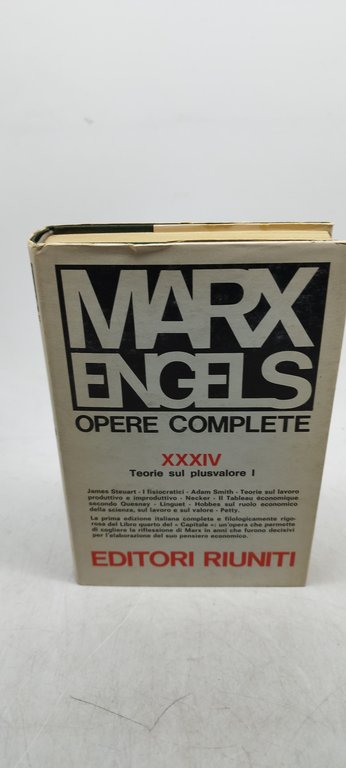 MARX
ENGELS
OPERE COMPLETE
XXXIV
Teorie sul plusvalore I
James Steuart - I fisiocratici - Adam Smith - Teorie sul lavoro
produttivo e improduttivo - Necker - Il Tableau économique
secondo Quesnay - Linguet - Hobbes sul ruolo economico
della scienza, sul lavoro e sul valore - Petty.
La prima edizione italiana completa e filologicamente rigo-
rosa del Libro quarto del « Capitale »: un'opera che permette
di cogliere la riflessione di Marx in anni che furono decisivi
per l'elaborazione del suo pensiero economico.
EDITORI RIUNITI